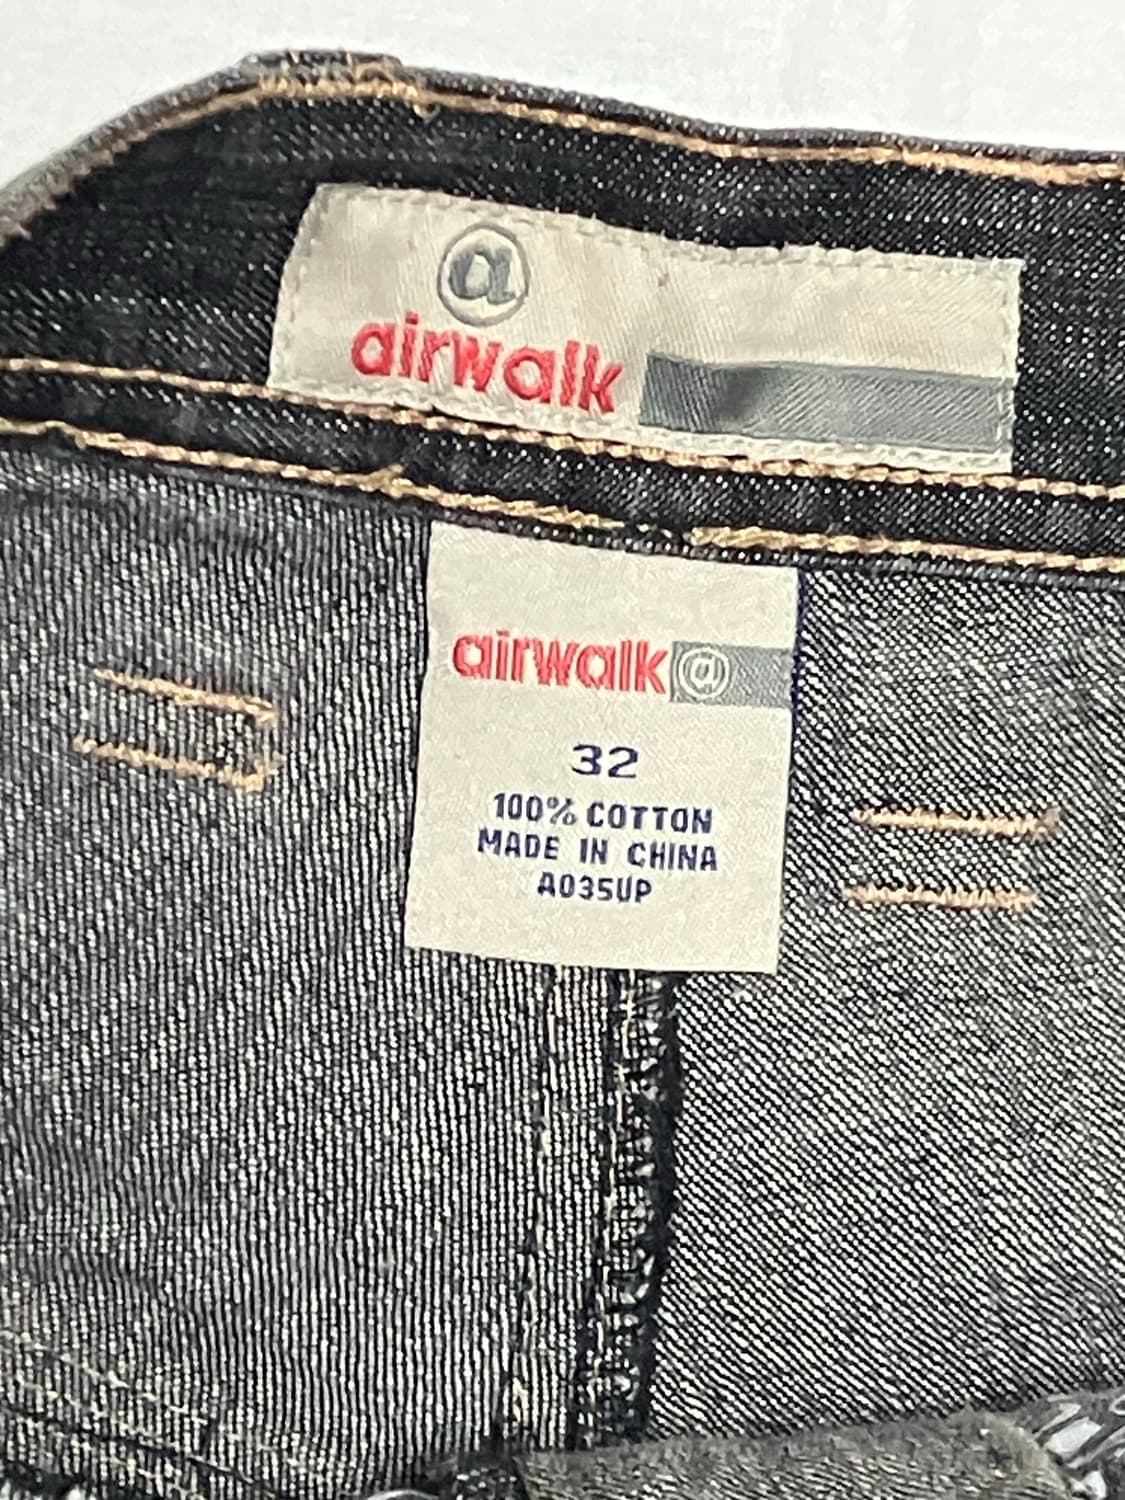 @
airwalk
airwalk @
32
100% COTTON
MADE IN CHINA
A035UP